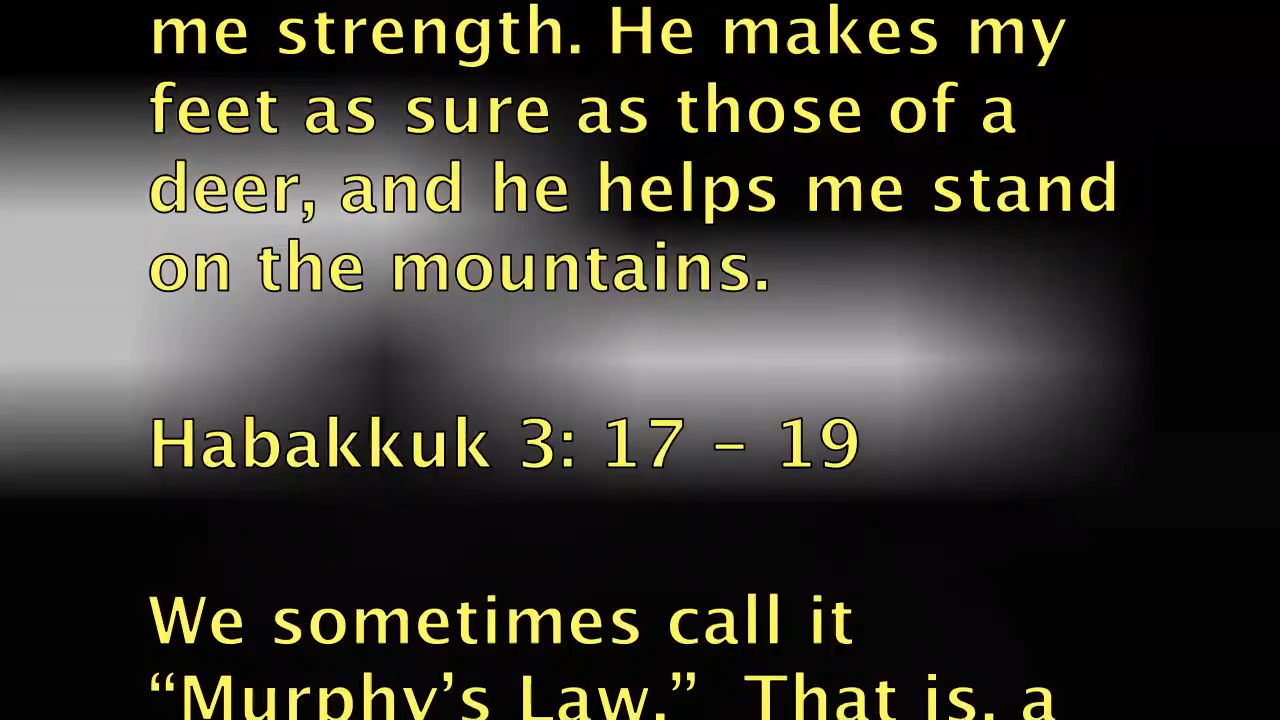 me strength. He makes my
feet as sure as those of a
deer, and he helps me stand
on the mountains.
Habakkuk 3: 17 – 19
We sometimes call it
“Murphy’s Law.”  That is, a